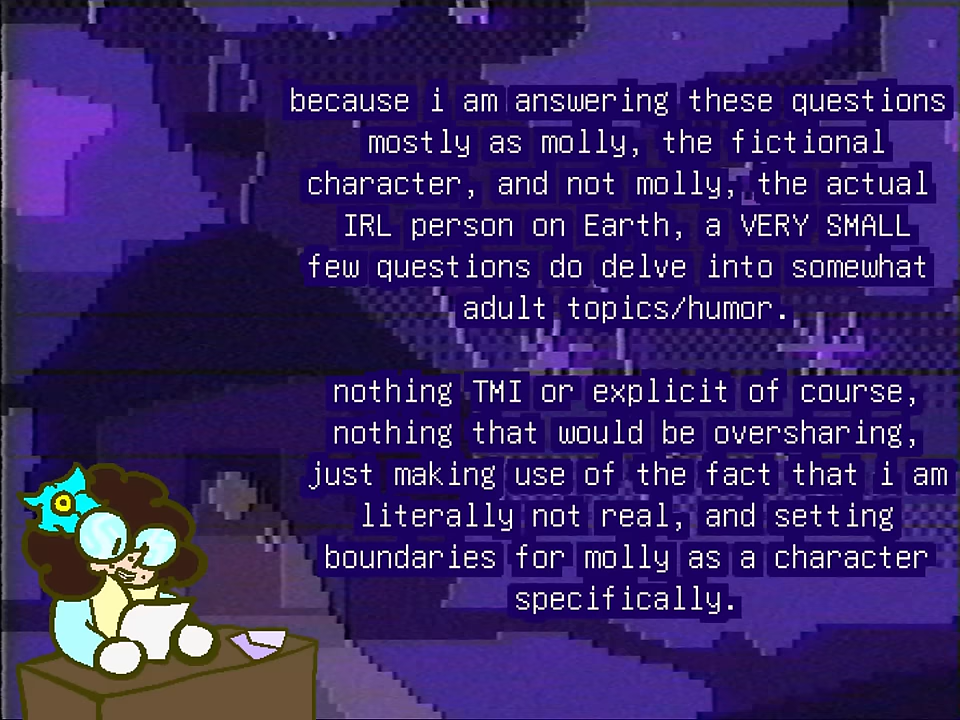 because i am answering these questions
mostly as molly, the fictional
character, and not molly, the actual
IRL person on Earth, a VERY SMALL
few questions do delve into somewhat
adult topics/humor.
nothing TMI or explicit of course,
nothing that would be oversharing,
just making use of the fact that i am
literally not real, and setting
boundaries for molly as a character
specifically.